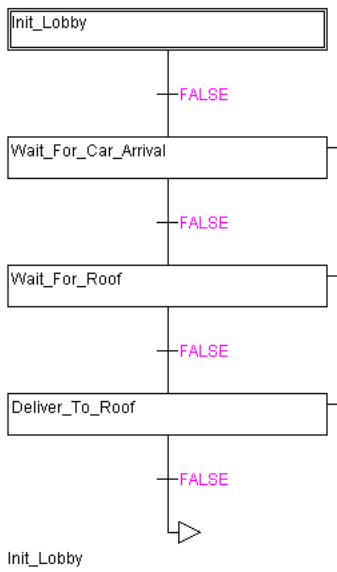 Init_Lobby
FALSE
Wait_For_Car_Arrival
FALSE
Wait_For_Roof
FALSE
Deliver_To_Roof
FALSE
Init_Lobby